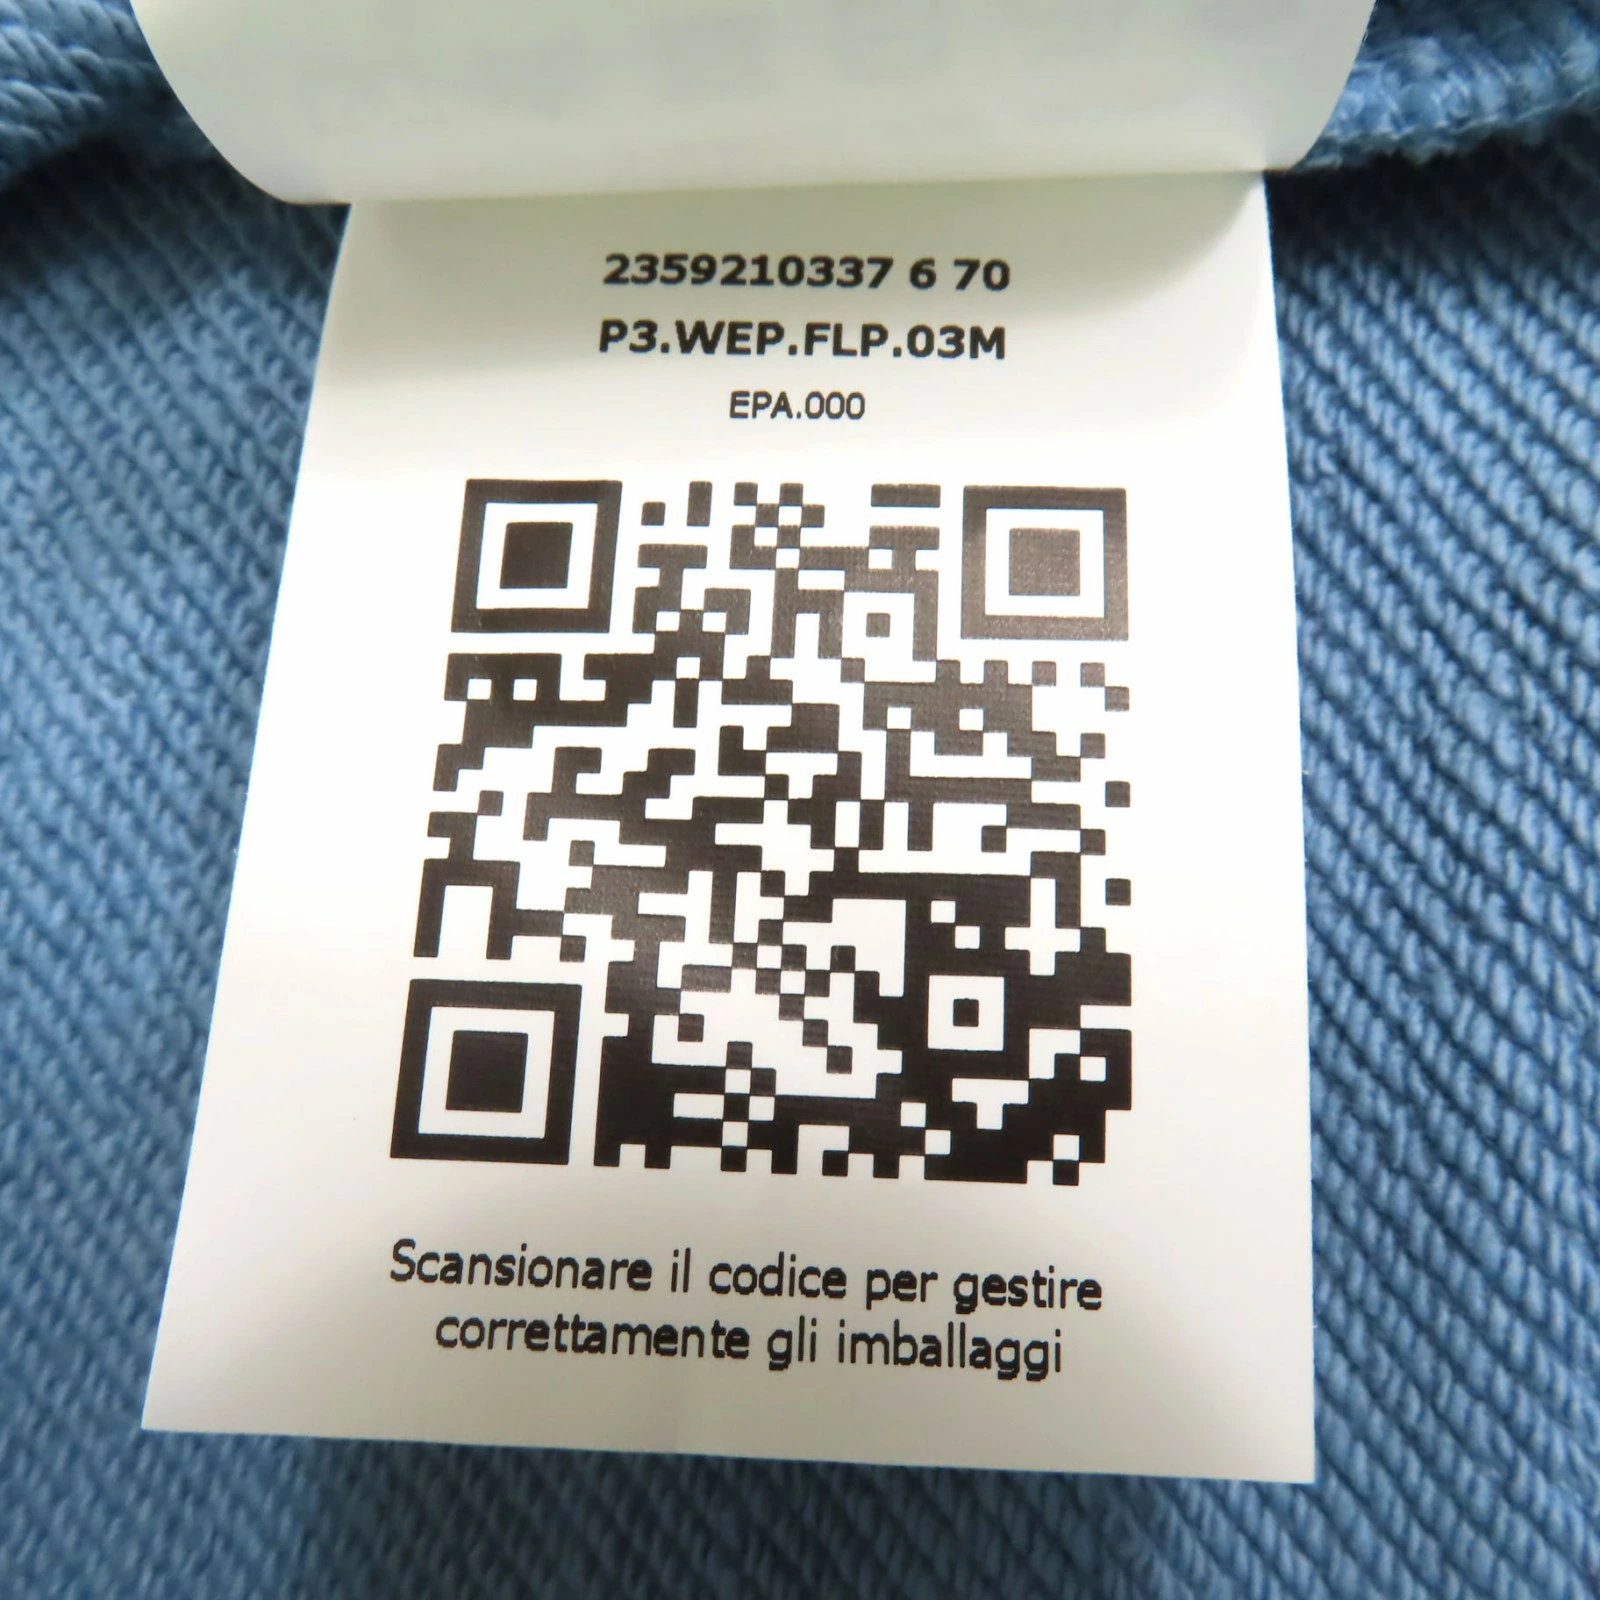 2359210337 6 70
P3.WEP.FLP.03M
EPA.000
Scansionare il codice per gestire
correttamente gli imballaggi